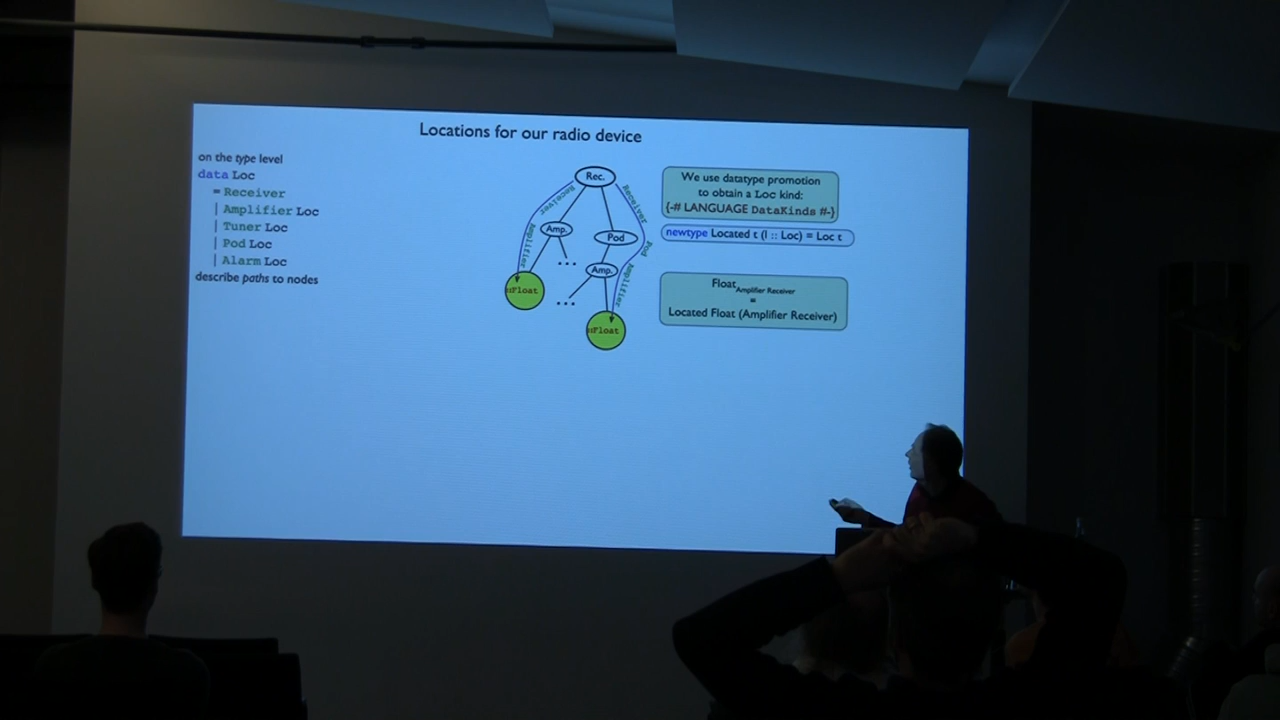 Locations for our radio device
on the type level
data Loc
= Receiver
| Amplifier Loc
| Tuner Loc
| Pod Loc
| Alarm Loc
describe paths to nodes
Rec.
Receiver
Receiver
Amp.
Pod
Amplifier
Pod
...
Amp.
Amplifier
::Float
...
::Float
We use datatype promotion
to obtain a Loc kind:
{-# LANGUAGE DataKinds #-}
newtype Located t (l :: Loc) = Loc t
Float Amplifier Receiver
=
Located Float (Amplifier Receiver)